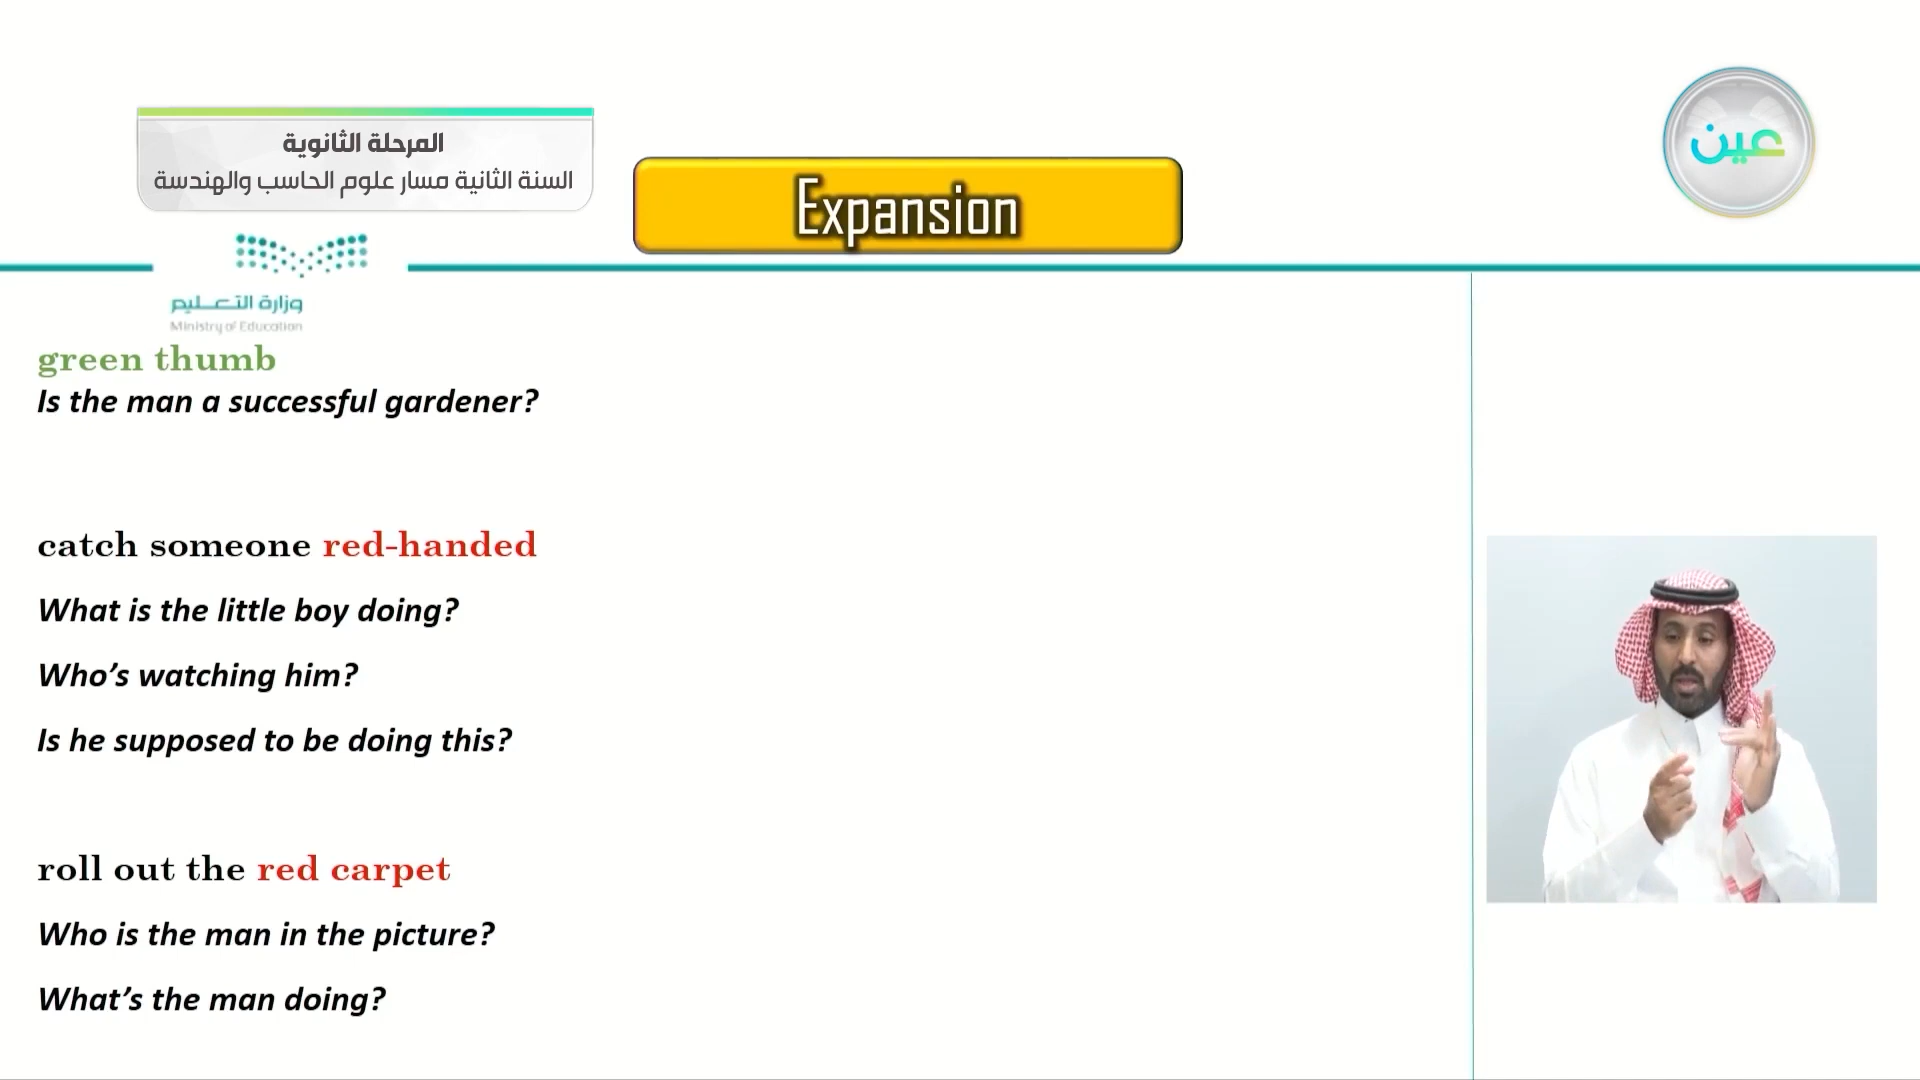 المرحلة الثانوية
السنة الثانية مسار علوم الحاسب والهندسة
عين
Expansion
وزارة التعليم
Ministry of Education
green thumb
Is the man a successful gardener?
catch someone red-handed
What is the little boy doing?
Who’s watching him?
Is he supposed to be doing this?
roll out the red carpet
Who is the man in the picture?
What’s the man doing?